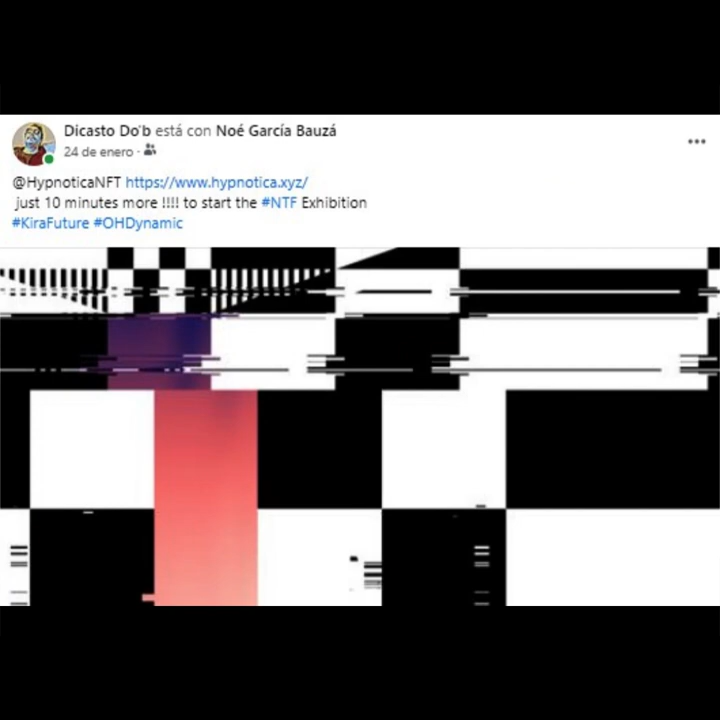 Dicasto Do'b está con Noé García Bauzá
24 de enero ·
@HypnoticaNFT https://www.hypnotica.xyz/
just 10 minutes more !!!! to start the #NTF Exhibition
#KiraFuture #OHDynamic